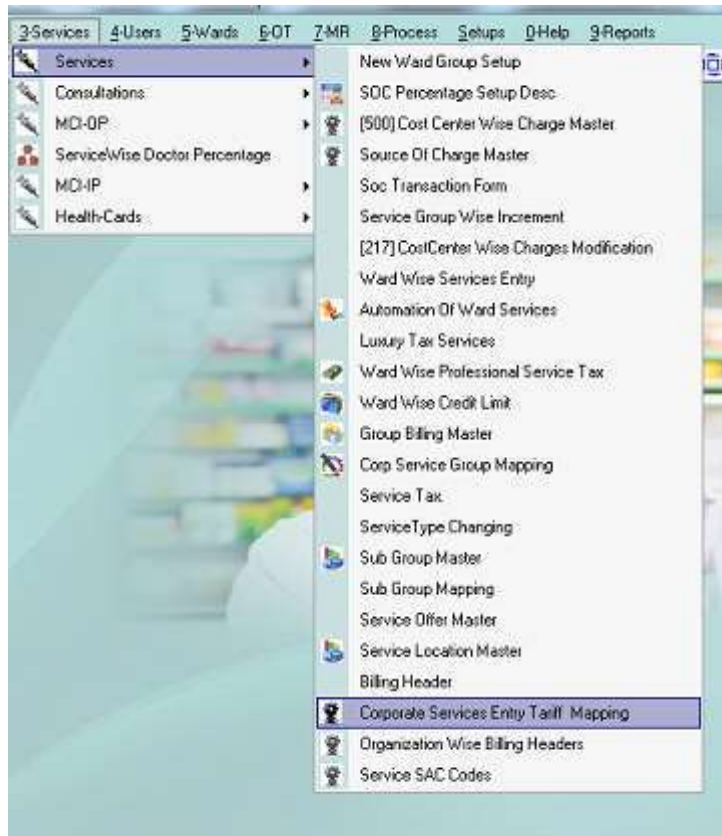 3-Services 4-Users 5-Wards 6-OT 7-MR 8-Process Setups 0-Help 9-Reports
Services
Consultations
MCI-OP
ServiceWise Doctor Percentage
MCI-IP
Health-Cards
New Ward Group Setup
SOC Percentage Setup Desc
[500] Cost Center Wise Charge Master
Source Of Charge Master
Soc Transaction Form
Service Group Wise Increment
[217] CostCenter Wise Charges Modification
Ward Wise Services Entry
Automation Of Ward Services
Luxury Tax Services
Ward Wise Professional Service Tax
Ward Wise Credit Limit
Group Billing Master
Corp Service Group Mapping
Service Tax
ServiceType Changing
Sub Group Master
Sub Group Mapping
Service Offer Master
Service Location Master
Billing Header
Corporate Services Entry Tariff Mapping
Organization Wise Billing Headers
Service SAC Codes